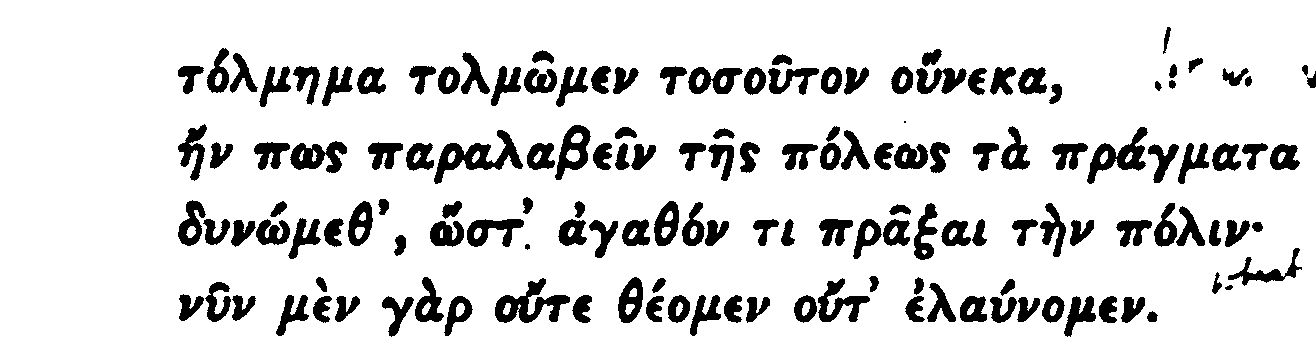 τόλμημα τολμῶμεν τοσοῦτον οὕνεκα,
ἤν πως παραλαβεῖν τῆς πόλεως τὰ πράγματα
δυνώμεθ', ὥστ' ἀγαθόν τι πρᾶξαι τὴν πόλιν·
νῦν μὲν γὰρ οὔτε θέομεν οὔτ' ἐλαύνομεν.